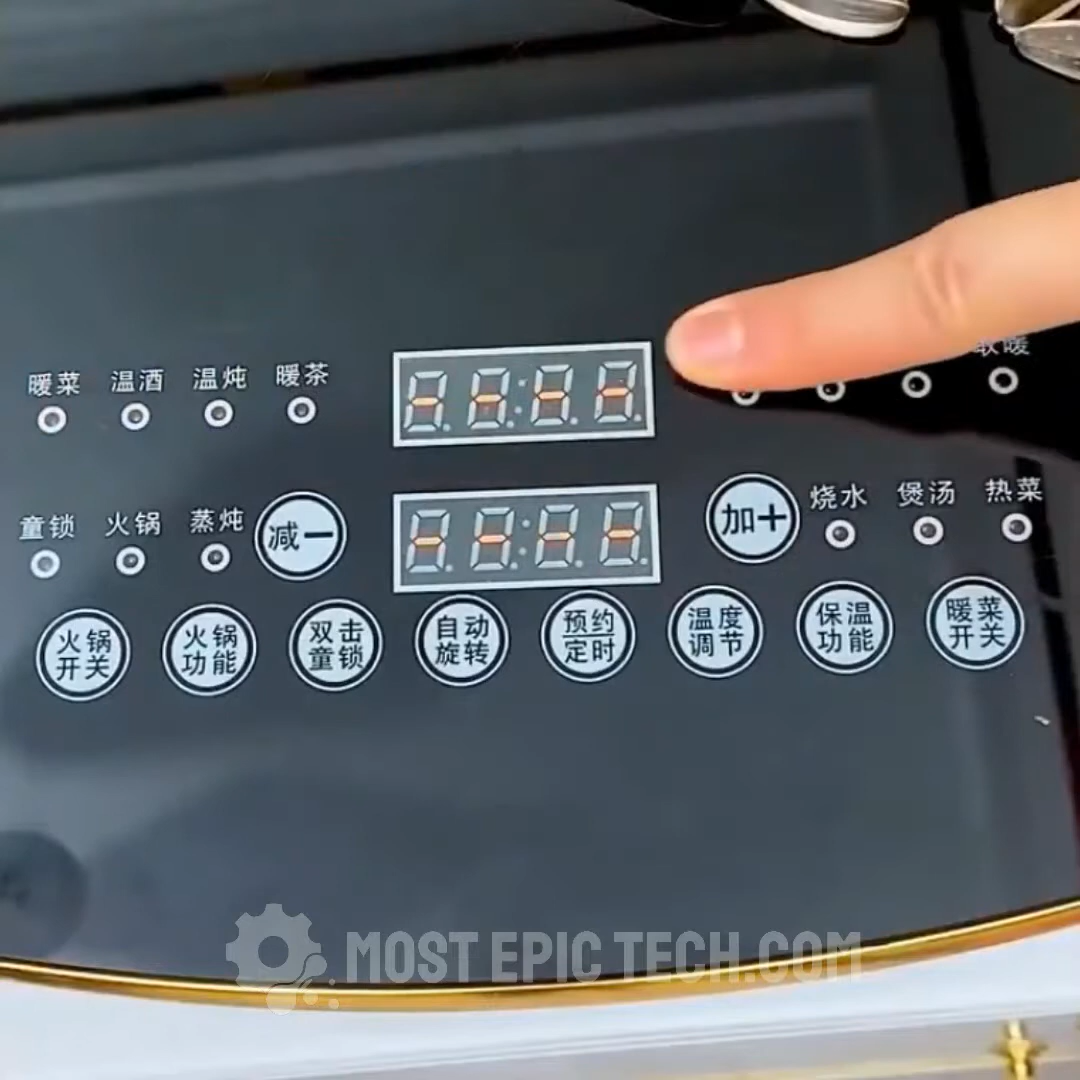 暖菜 温酒 温炖 暖茶
童锁 火锅 蒸炖 减− 加+ 烧水 煲汤 热菜
火锅 火锅 双击 自动 预约 温度 保温 暖菜
开关 功能 童锁 旋转 定时 调节 功能 开关
MOST EPIC TECH.COM